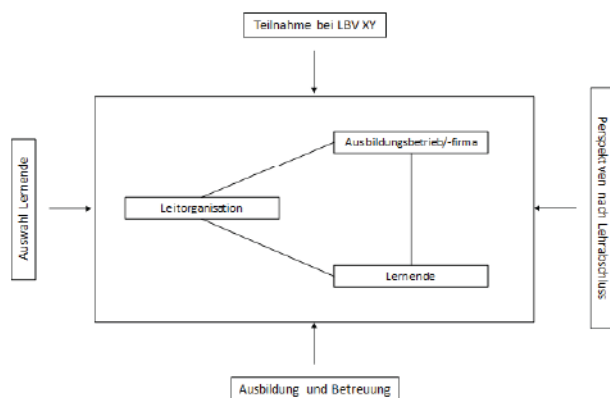 Teilnahme bei LBV XY
Ausbildungsbetrieb/-firma
Leitorganisation
Lernende
Auswahl Lernende
Perspektiven nach Lehrabschluss
Ausbildung und Betreuung